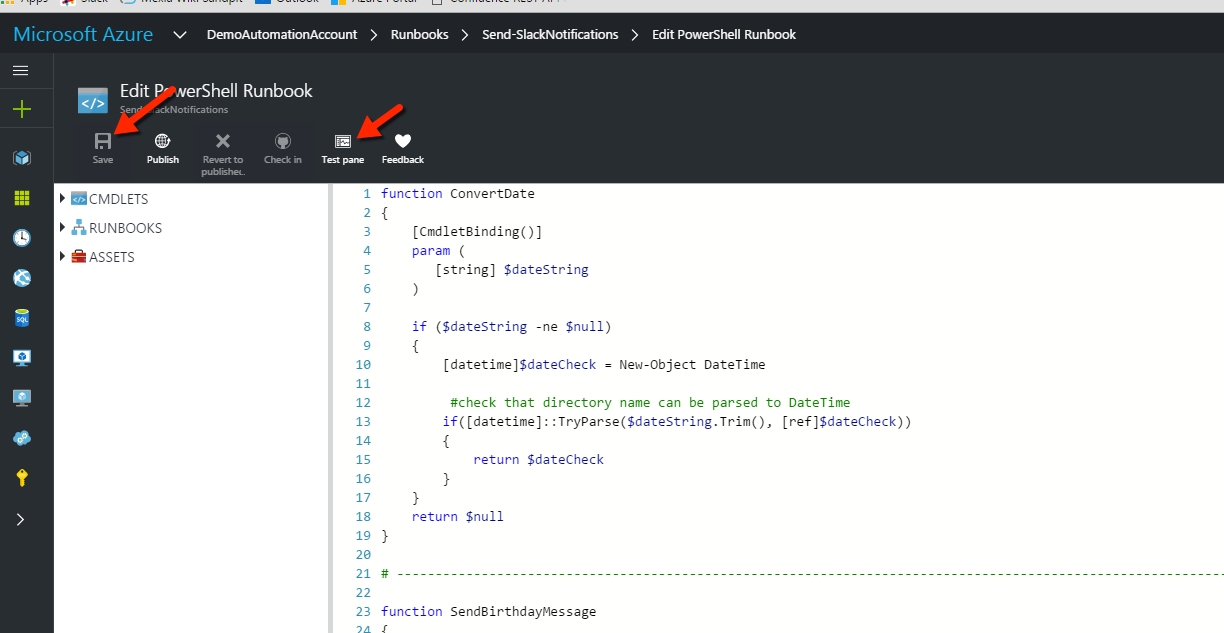 Apps Slack Mexia Wiki Sandpit Outlook Azure Portal Confluence REST API
Microsoft Azure DemoAutomationAccount > Runbooks > Send-SlackNotifications > Edit PowerShell Runbook
Edit PowerShell Runbook
Send-SlackNotifications
Save Publish Revert to publishe.. Check in Test pane Feedback
CMDLETS
RUNBOOKS
ASSETS
SQL
1 function ConvertDate
2 {
3 [CmdletBinding()]
4 param (
5 [string] $dateString
6 )
7
8 if ($dateString -ne $null)
9 {
10 [datetime]$dateCheck = New-Object DateTime
11
12 #check that directory name can be parsed to DateTime
13 if([datetime]::TryParse($dateString.Trim(), [ref]$dateCheck))
14 {
15 return $dateCheck
16 }
17 }
18 return $null
19 }
20
21 # ------------------------------------------------------------------------------------------------------------
22
23 function SendBirthdayMessage
24 {